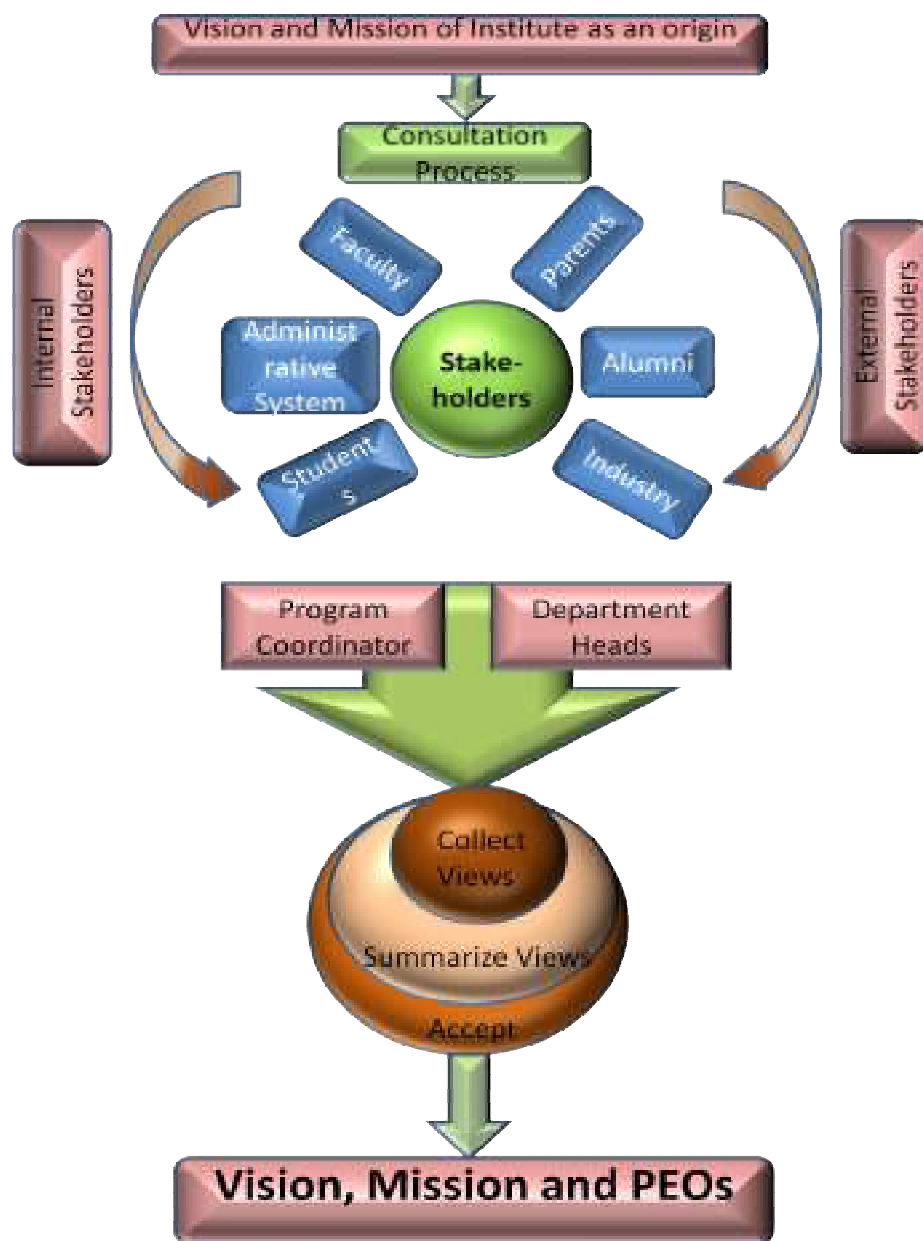 Vision and Mission of Institute as an origin
Consultation
Process
Internal
Stakeholders
Faculty
Parents
Administ
rative
System
Stake-
holders
Alumni
Student
s
Industry
External
Stakeholders
Program
Coordinator
Department
Heads
Collect
Views
Summarize Views
Accept
Vision, Mission and PEOs